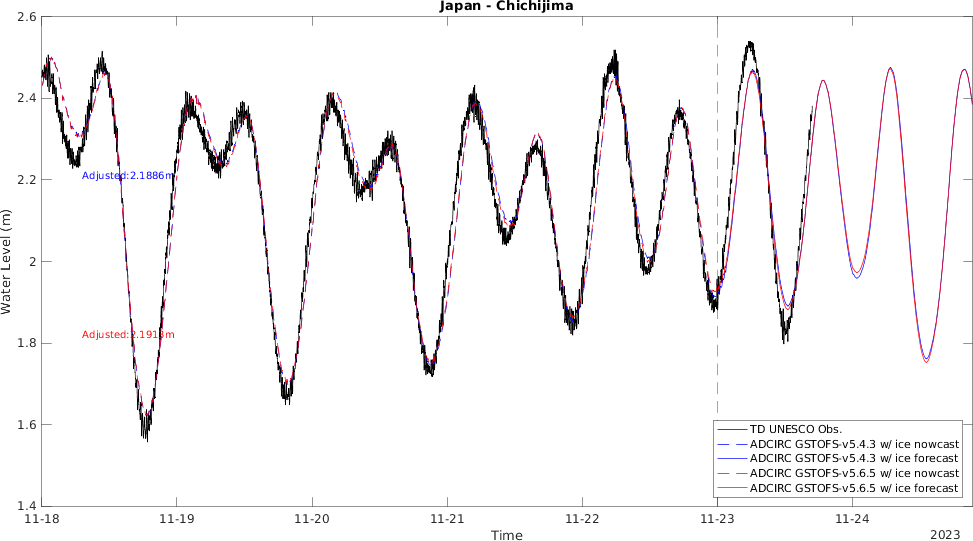 Japan - Chichijima
2.6
2.4
2.2
2
1.8
1.6
1.4
Water Level (m)
Adjusted:2.1886m
Adjusted:2.1913m
TD UNESCO Obs.
ADCIRC GSTOFS-v5.4.3 w/ ice nowcast
ADCIRC GSTOFS-v5.4.3 w/ ice forecast
ADCIRC GSTOFS-v5.6.5 w/ ice nowcast
ADCIRC GSTOFS-v5.6.5 w/ ice forecast
11-18 11-19 11-20 11-21 11-22 11-23 11-24
Time
2023